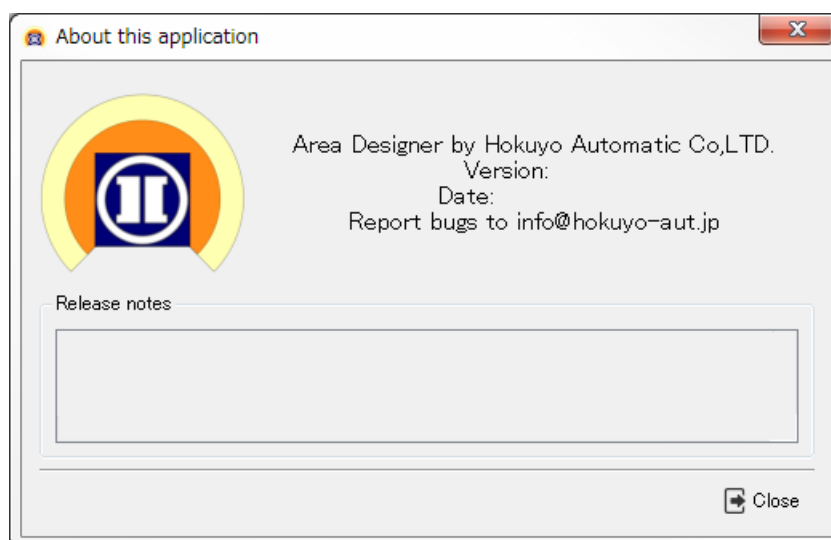 About this application
Area Designer by Hokuyo Automatic Co,LTD.
Version:
Date:
Report bugs to info@hokuyo-aut.jp
Release notes
Close